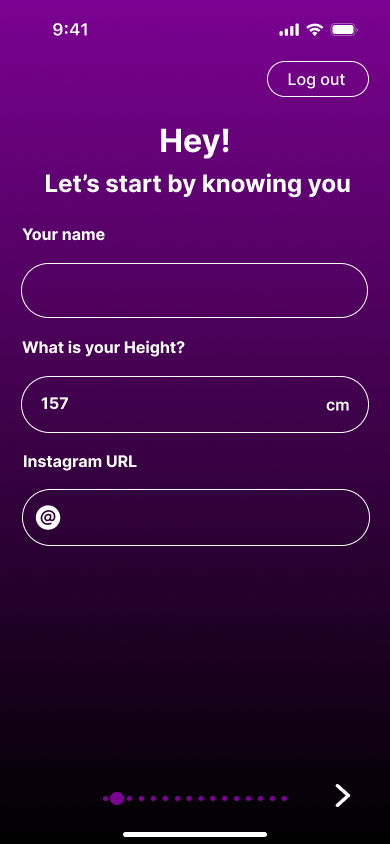 9:41
Log out
Hey!
Let’s start by knowing you
Your name
What is your Height?
157 cm
Instagram URL
@